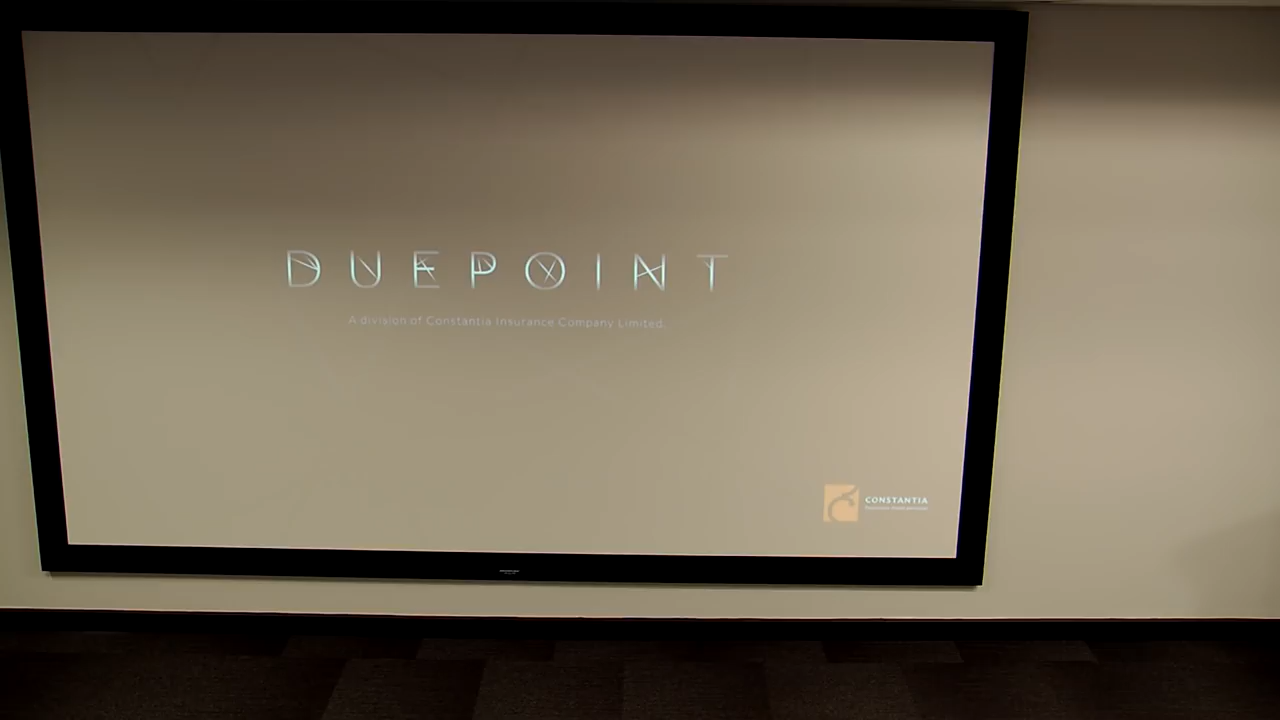 DUEPOINT
A division of Constantia Insurance Company Limited.
CONSTANTIA